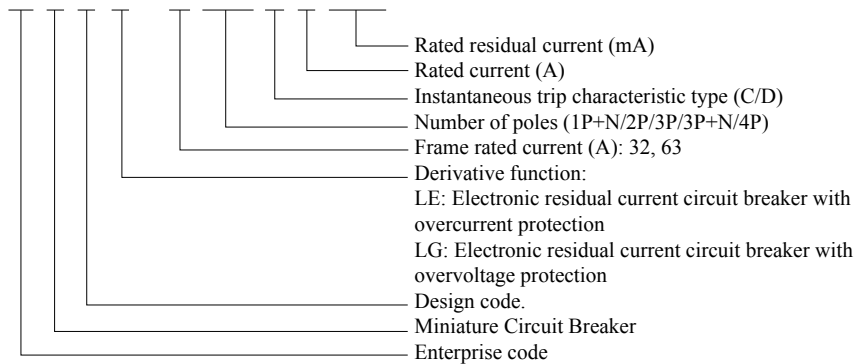 Rated residual current (mA)
Rated current (A)
Instantaneous trip characteristic type (C/D)
Number of poles (1P+N/2P/3P/3P+N/4P)
Frame rated current (A): 32, 63
Derivative function:
LE: Electronic residual current circuit breaker with
overcurrent protection
LG: Electronic residual current circuit breaker with
overvoltage protection
Design code.
Miniature Circuit Breaker
Enterprise code